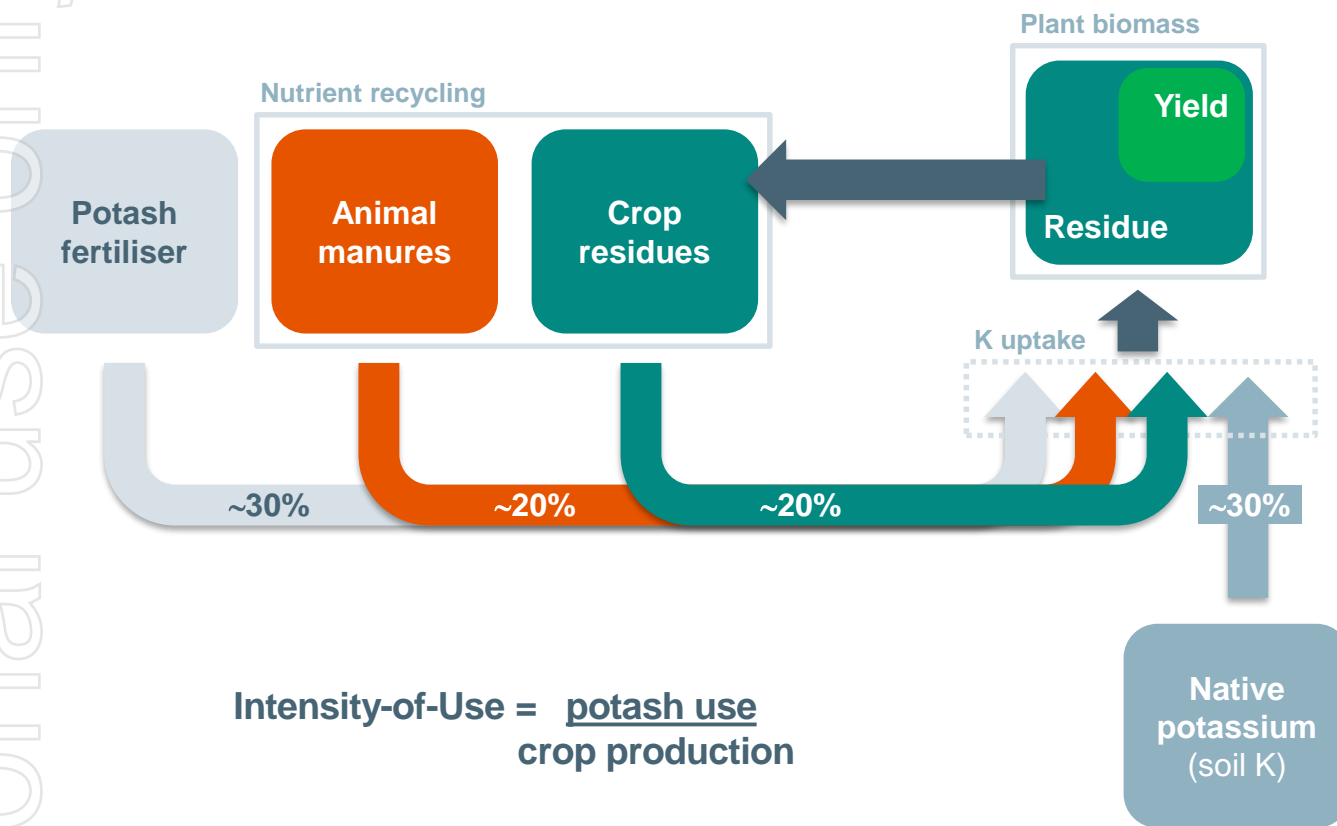 Plant biomass
Yield
Residue
Nutrient recycling
Potash
fertiliser
Animal
manures
Crop
residues
K uptake
~30%
~20%
~20%
~30%
Intensity-of-Use = potash use
crop production
Native
potassium
(soil K)